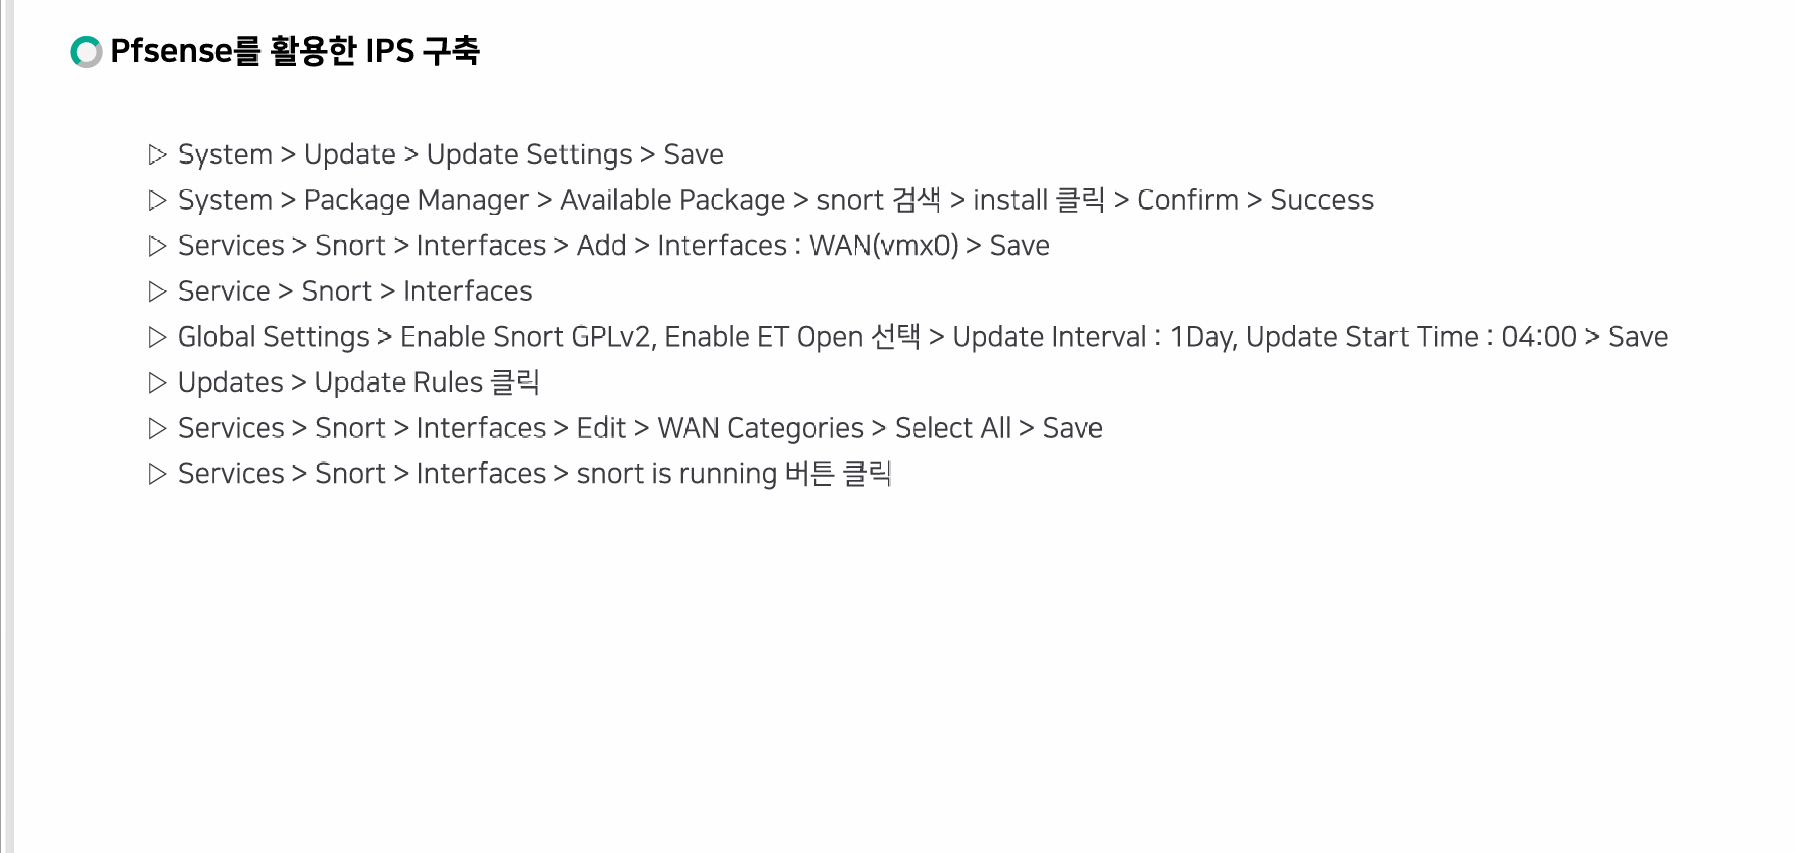 Pfsense를 활용한 IPS 구축
▷ System > Update > Update Settings > Save
▷ System > Package Manager > Available Package > snort 검색 > install 클릭 > Confirm > Success
▷ Services > Snort > Interfaces > Add > Interfaces : WAN(vmx0) > Save
▷ Service > Snort > Interfaces
▷ Global Settings > Enable Snort GPLv2, Enable ET Open 선택 > Update Interval : 1Day, Update Start Time : 04:00 > Save
▷ Updates > Update Rules 클릭
▷ Services > Snort > Interfaces > Edit > WAN Categories > Select All > Save
▷ Services > Snort > Interfaces > snort is running 버튼 클릭